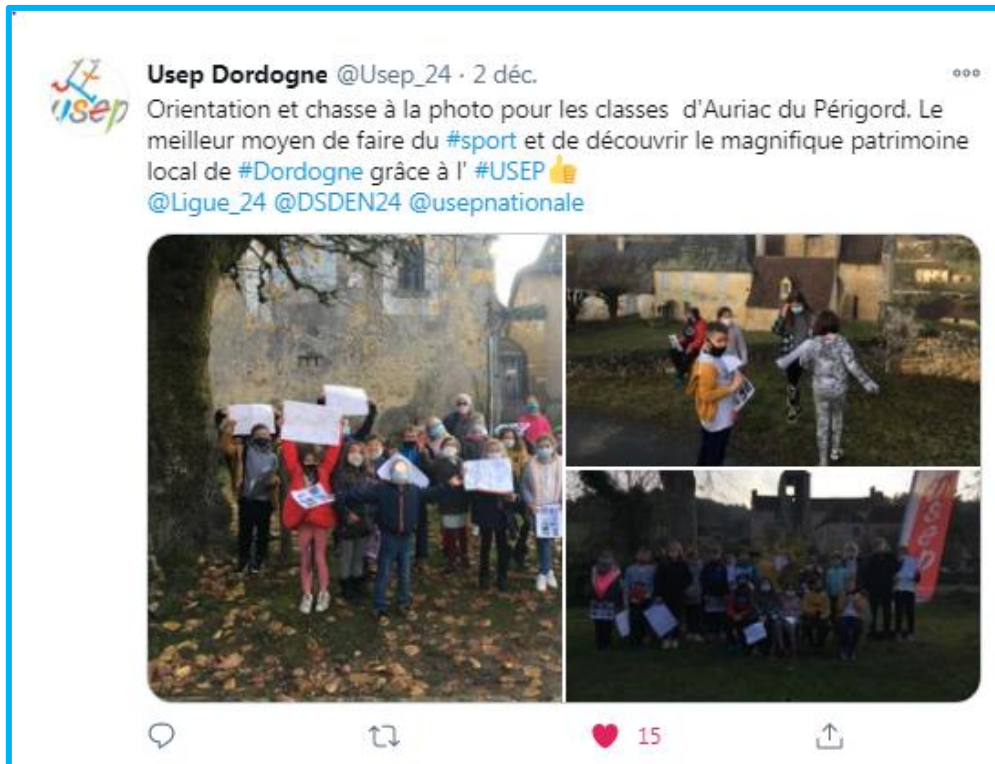 usep
Usep Dordogne @Usep_24 · 2 déc.
Orientation et chasse à la photo pour les classes d'Auriac du Périgord. Le
meilleur moyen de faire du #sport et de découvrir le magnifique patrimoine
local de #Dordogne grâce à l' #USEP👍
@Ligue_24 @DSDEN24 @usepnationale
usep
15